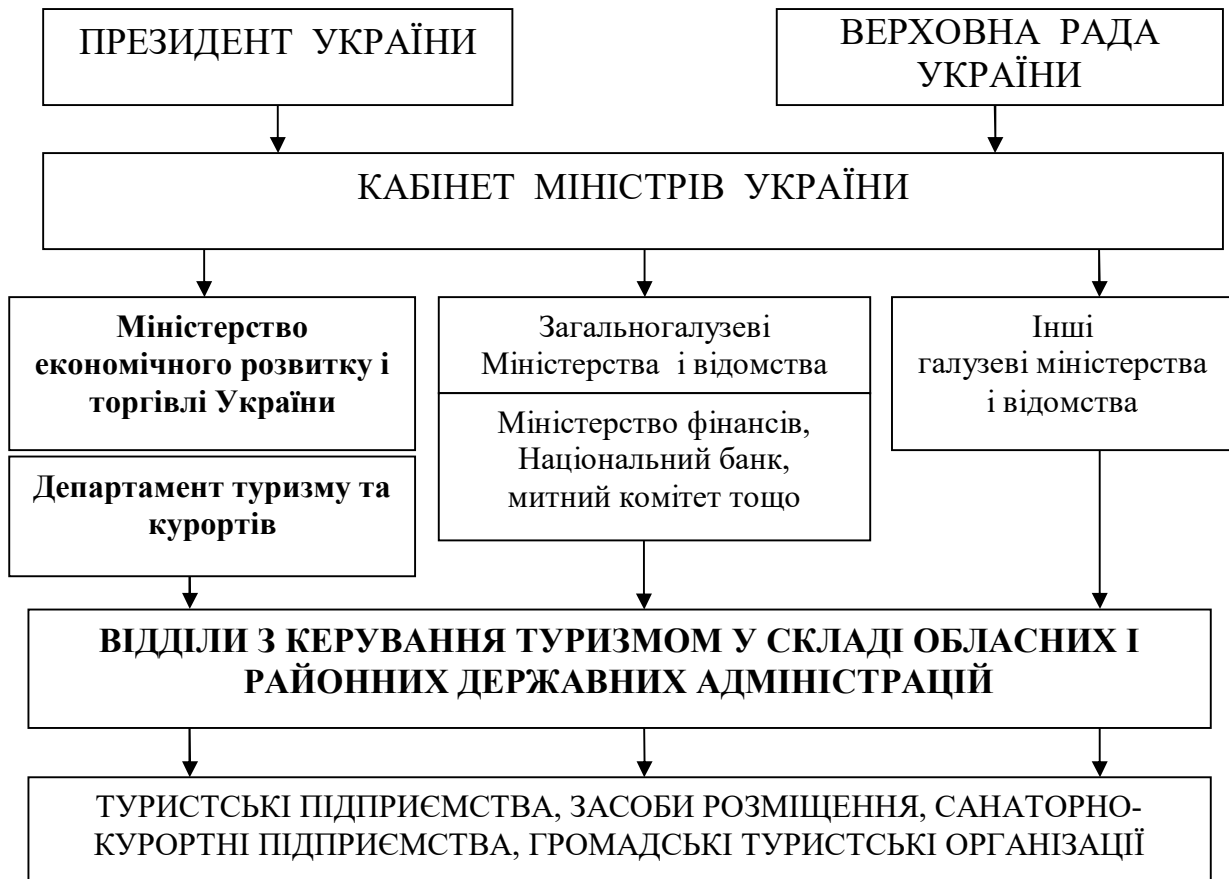 ПРЕЗИДЕНТ УКРАЇНИ
ВЕРХОВНА РАДА
УКРАЇНИ
КАБІНЕТ МІНІСТРІВ УКРАЇНИ
Міністерство
економічного розвитку і
торгівлі України
Департамент туризму та
курортів
Загальногалузеві
Міністерства і відомства
Міністерство фінансів,
Національний банк,
митний комітет тощо
Інші
галузеві міністерства
і відомства
ВІДДІЛИ З КЕРУВАННЯ ТУРИЗМОМ У СКЛАДІ ОБЛАСНИХ І
РАЙОННИХ ДЕРЖАВНИХ АДМІНІСТРАЦІЙ
ТУРИСТСЬКІ ПІДПРИЄМСТВА, ЗАСОБИ РОЗМІЩЕННЯ, САНАТОРНО-
КУРОРТНІ ПІДПРИЄМСТВА, ГРОМАДСЬКІ ТУРИСТСЬКІ ОРГАНІЗАЦІЇ